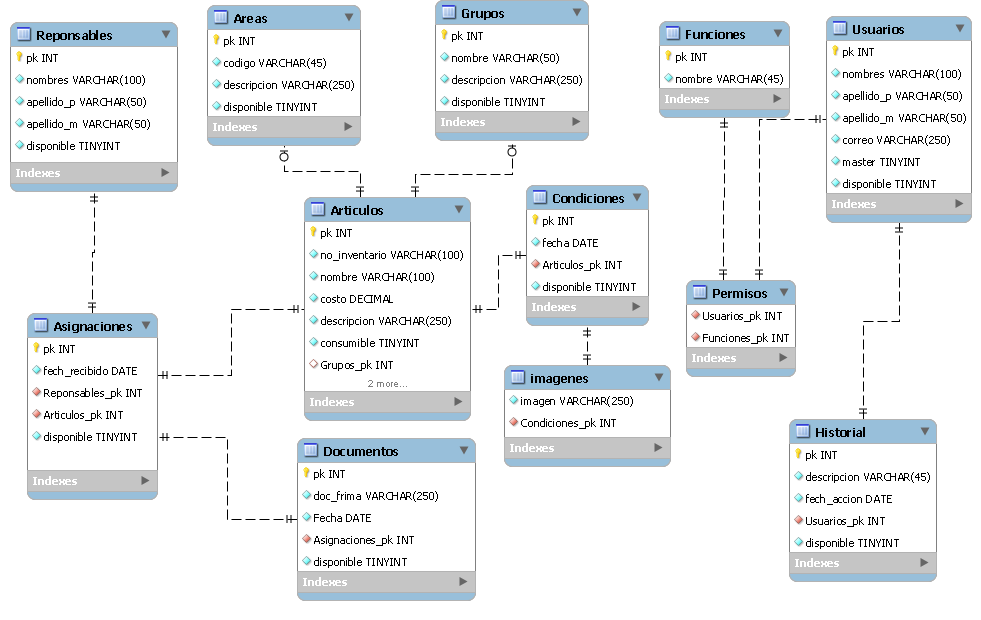 Reponsables
pk INT
nombres VARCHAR(100)
apellido_p VARCHAR(50)
apellido_m VARCHAR(50)
disponible TINYINT
Indexes
Areas
pk INT
codigo VARCHAR(45)
descripcion VARCHAR(250)
disponible TINYINT
Indexes
Grupos
pk INT
nombre VARCHAR(50)
descripcion VARCHAR(250)
disponible TINYINT
Indexes
Funciones
pk INT
nombre VARCHAR(45)
Indexes
Usuarios
pk INT
nombres VARCHAR(100)
apellido_p VARCHAR(50)
apellido_m VARCHAR(50)
correo VARCHAR(250)
master TINYINT
disponible TINYINT
Indexes
Articulos
pk INT
no_inventario VARCHAR(100)
nombre VARCHAR(100)
costo DECIMAL
descripcion VARCHAR(250)
consumible TINYINT
Grupos_pk INT
2 more...
Indexes
Condiciones
pk INT
fecha DATE
Articulos_pk INT
disponible TINYINT
Indexes
Permisos
Usuarios_pk INT
Funciones_pk INT
Indexes
Asignaciones
pk INT
fech_recibido DATE
Reponsables_pk INT
Articulos_pk INT
disponible TINYINT
Indexes
imagenes
imagen VARCHAR(250)
Condiciones_pk INT
Indexes
Documentos
pk INT
doc_frima VARCHAR(250)
Fecha DATE
Asignaciones_pk INT
disponible TINYINT
Indexes
Historial
pk INT
descripcion VARCHAR(45)
fech_accion DATE
Usuarios_pk INT
disponible TINYINT
Indexes